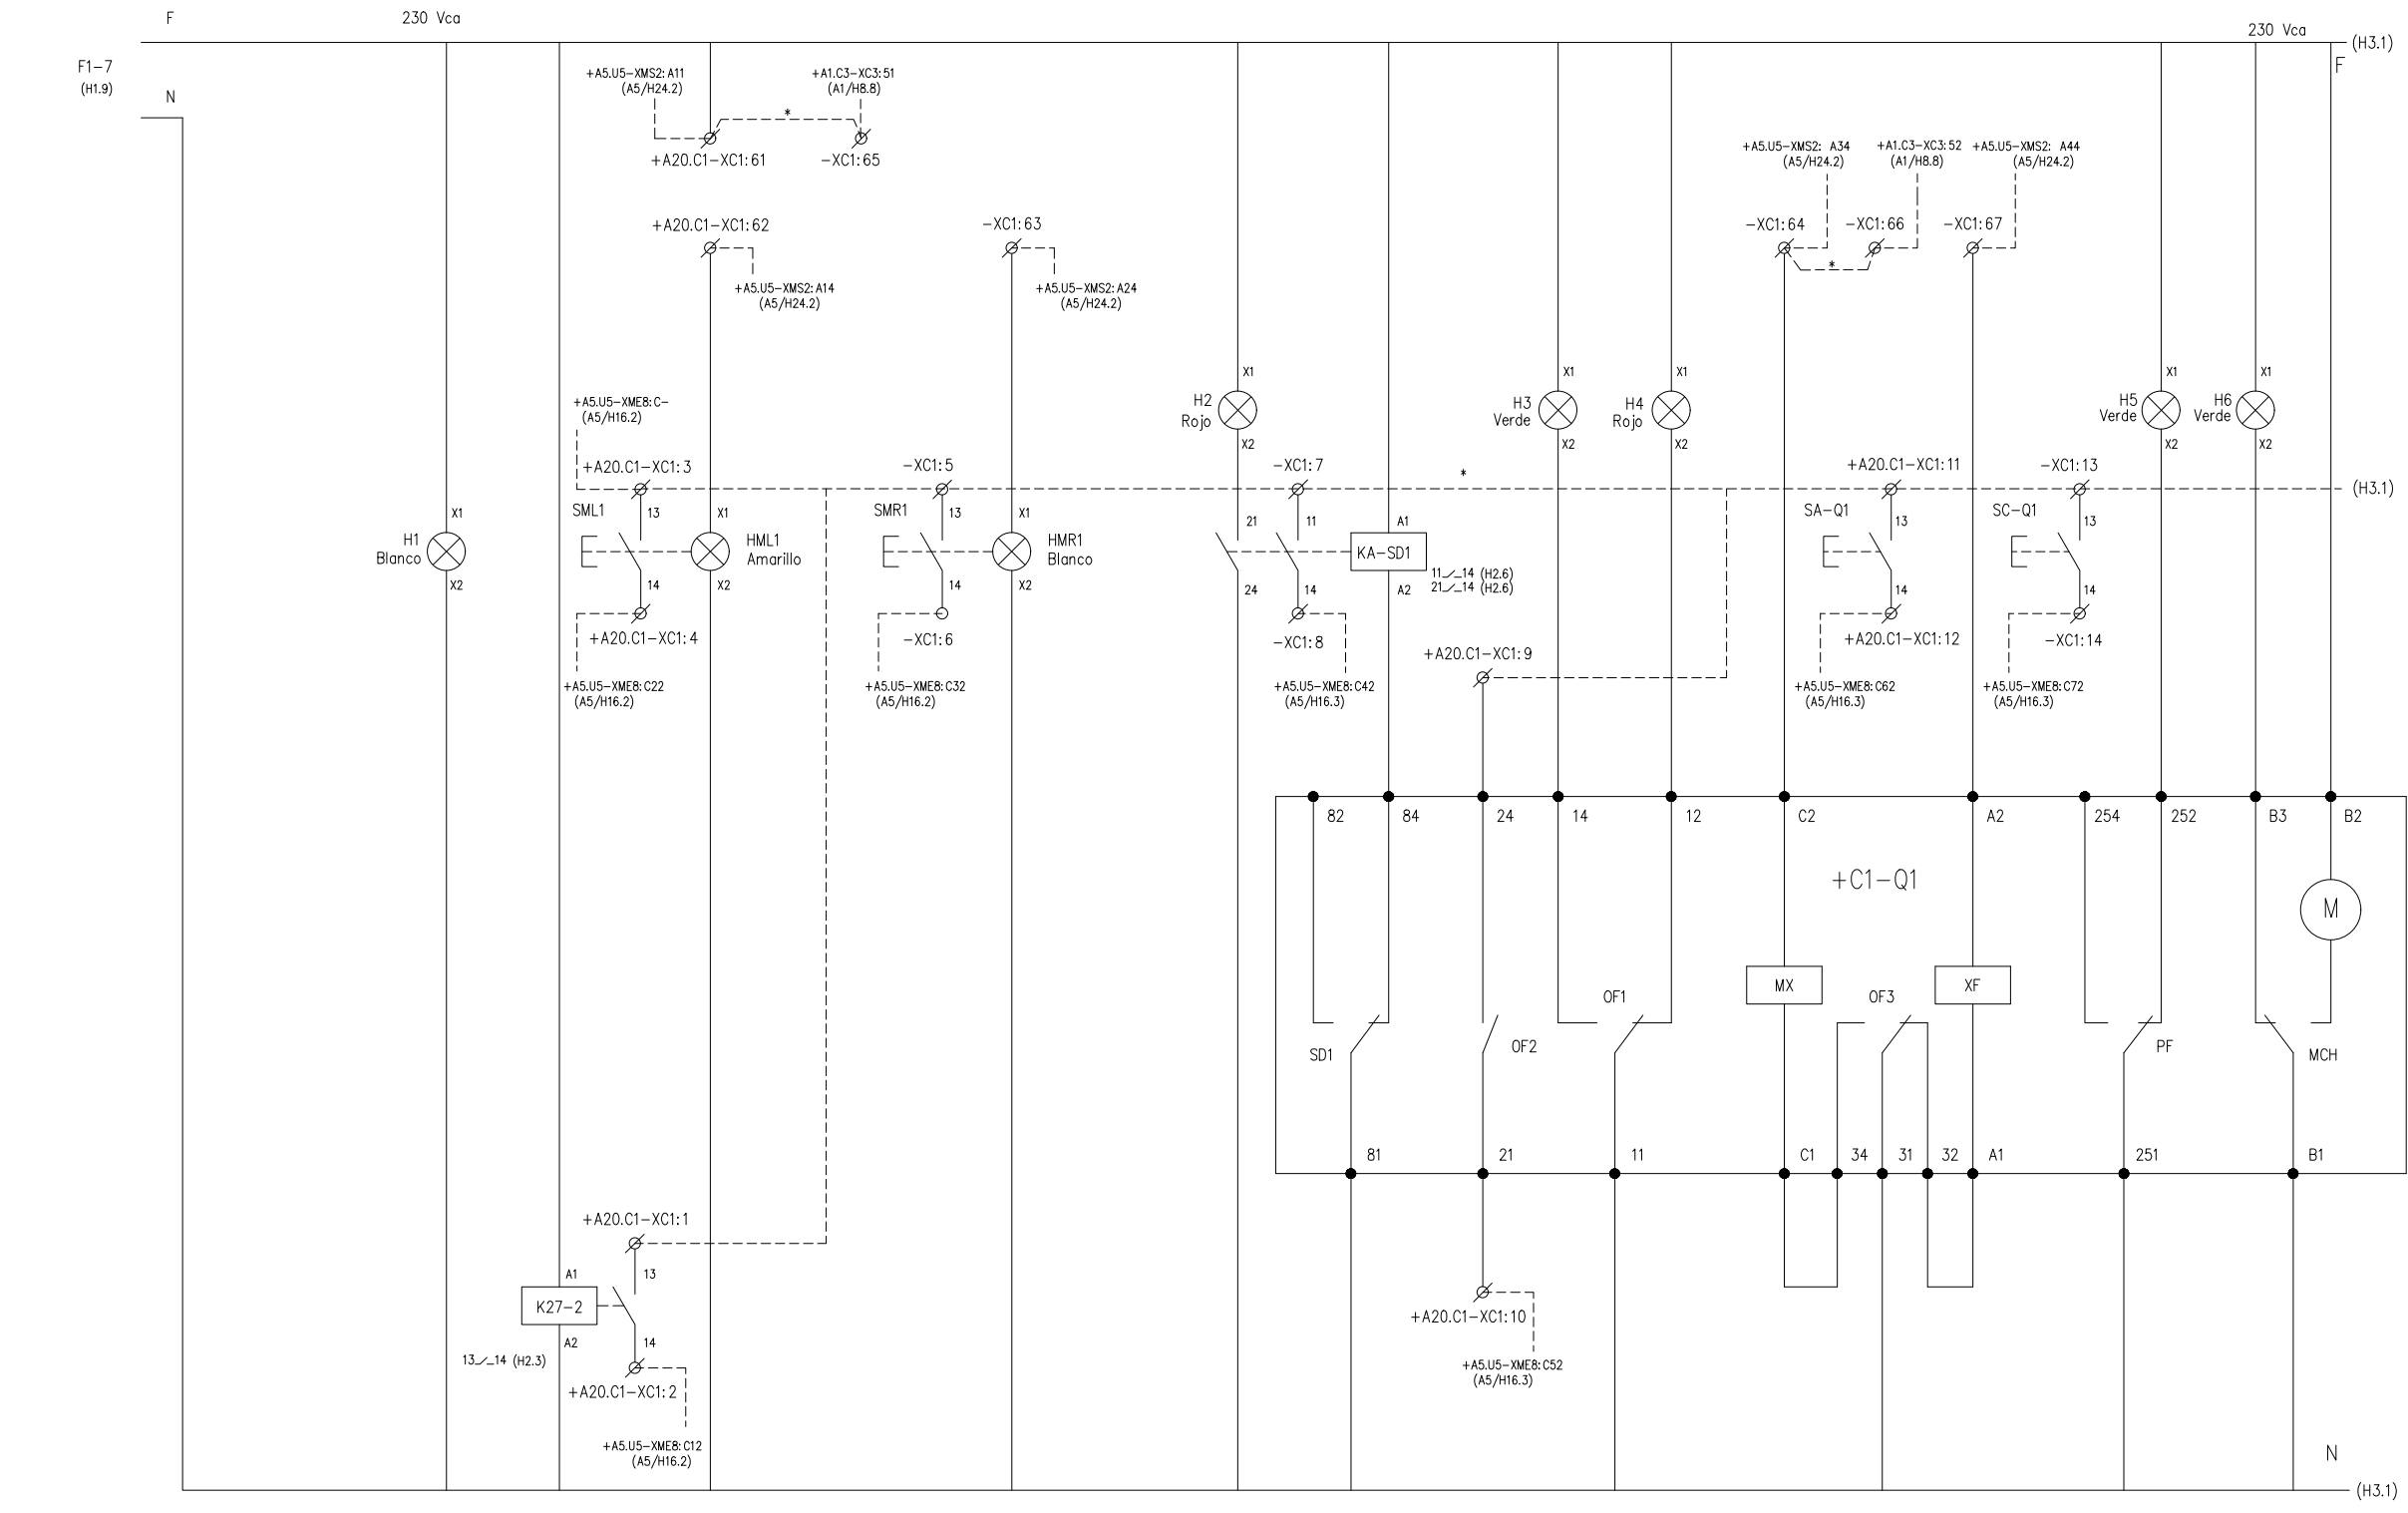 F
230 Vca
230 Vca
(H3.1)
F1-7
(H1.9)
F
N
+A5.U5-XMS2: A11
(A5/H24.2)
+A1.C3-XC3: 51
(A1/H8.8)
*
+A20.C1-XC1: 61
-XC1: 65
+A5.U5-XMS2: A34
(A5/H24.2)
+A1.C3-XC3: 52
(A1/H8.8)
+A5.U5-XMS2: A44
(A5/H24.2)
+A20.C1-XC1: 62
-XC1: 63
-XC1: 64
-XC1: 66
-XC1: 67
*
+A5.U5-XMS2: A14
(A5/H24.2)
+A5.U5-XMS2: A24
(A5/H24.2)
X1
H2
Rojo
X2
X1
H3
Verde
X2
X1
H4
Rojo
X2
X1
H5
Verde
X2
X1
H6
Verde
X2
+A5.U5-XME8: C-
(A5/H16.2)
+A20.C1-XC1: 3
-XC1: 5
-XC1: 7
*
+A20.C1-XC1: 11
-XC1: 13
(H3.1)
X1
H1
Blanco
X2
SML1
13
14
X1
HML1
Amarillo
X2
SMR1
13
14
X1
HMR1
Blanco
X2
21
24
11
14
A1
KA-SD1
A2
11 14 (H2.6)
21 14 (H2.6)
SA-Q1
13
14
SC-Q1
13
14
+A20.C1-XC1: 4
-XC1: 6
-XC1: 8
+A20.C1-XC1: 9
+A20.C1-XC1: 12
-XC1: 14
+A5.U5-XME8: C22
(A5/H16.2)
+A5.U5-XME8: C32
(A5/H16.2)
+A5.U5-XME8: C42
(A5/H16.3)
+A5.U5-XME8: C62
(A5/H16.3)
+A5.U5-XME8: C72
(A5/H16.3)
82
84
24
14
12
C2
A2
254
252
B3
B2
+C1-Q1
M
MX
XF
OF1
OF3
SD1
OF2
PF
MCH
81
21
11
C1
34
31
32
A1
251
B1
+A20.C1-XC1: 1
A1
13
K27-2
A2
14
13 14 (H2.3)
+A20.C1-XC1: 2
+A20.C1-XC1: 10
+A5.U5-XME8: C52
(A5/H16.3)
+A5.U5-XME8: C12
(A5/H16.2)
N
(H3.1)